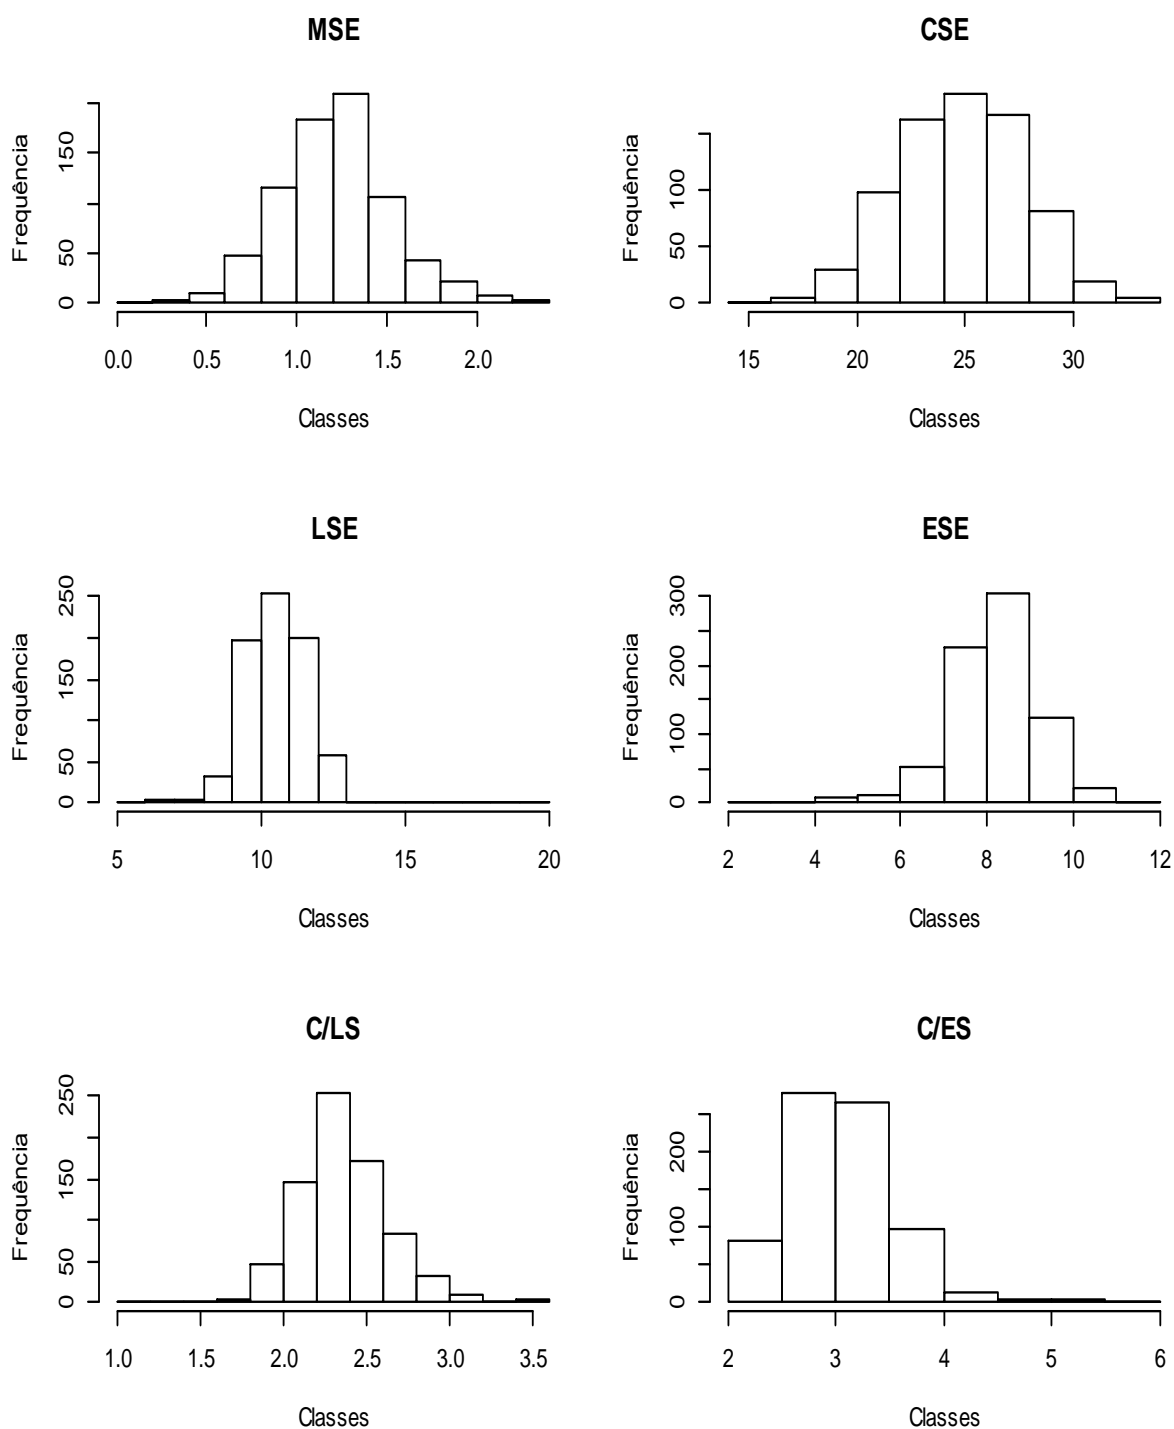 MSE
Frequência
0 50 150
0.0 0.5 1.0 1.5 2.0
Classes
CSE
Frequência
0 50 100
15 20 25 30
Classes
LSE
Frequência
0 50 150 250
5 10 15 20
Classes
ESE
Frequência
0 100 200 300
2 4 6 8 10 12
Classes
C/LS
Frequência
0 50 150 250
1.0 1.5 2.0 2.5 3.0 3.5
Classes
C/ES
Frequência
0 100 200
2 3 4 5 6
Classes